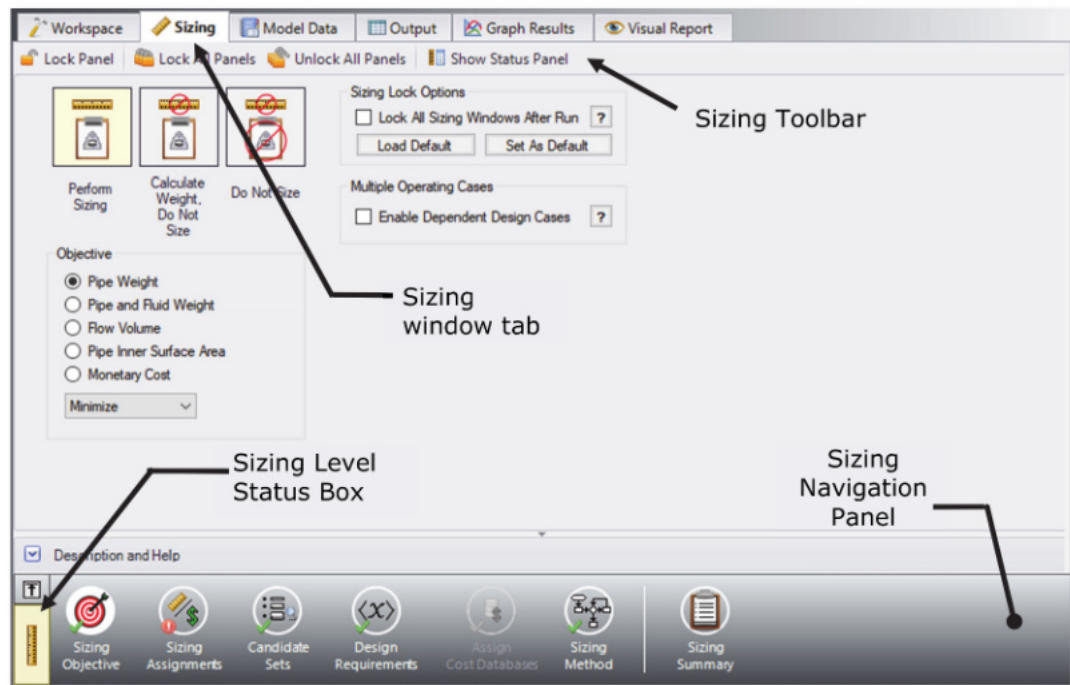 Workspace Sizing Model Data Output Graph Results Visual Report
Lock Panel Lock All Panels Unlock All Panels Show Status Panel
Sizing Toolbar
Perform
Sizing
Calculate
Weight,
Do Not
Size
Do Not Size
Sizing Lock Options
Lock All Sizing Windows After Run ?
Load Default Set As Default
Multiple Operating Cases
Enable Dependent Design Cases ?
Objective
Pipe Weight
Pipe and Fluid Weight
Flow Volume
Pipe Inner Surface Area
Monetary Cost
Minimize
Sizing
window tab
Sizing Level
Status Box
Sizing
Navigation
Panel
Description and Help
Sizing
Objective
Sizing
Assignments
Candidate
Sets
<x>
Design
Requirements
Assign
Cost Databases
Sizing
Method
Sizing
Summary